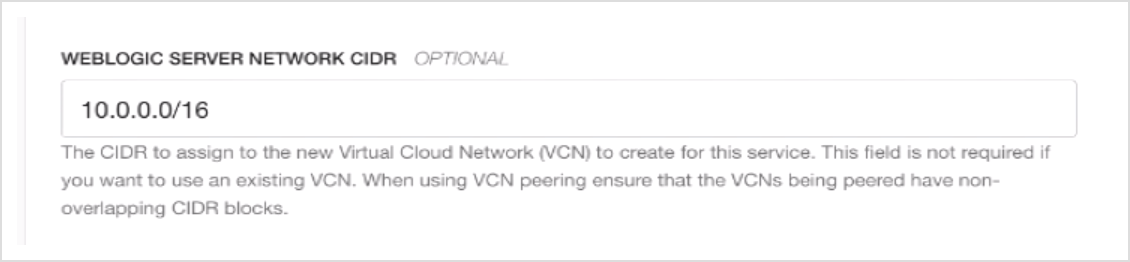 WEBLOGIC SERVER NETWORK CIDR OPTIONAL
10.0.0.0/16
The CIDR to assign to the new Virtual Cloud Network (VCN) to create for this service. This field is not required if
you want to use an existing VCN. When using VCN peering ensure that the VCNs being peered have non-
overlapping CIDR blocks.